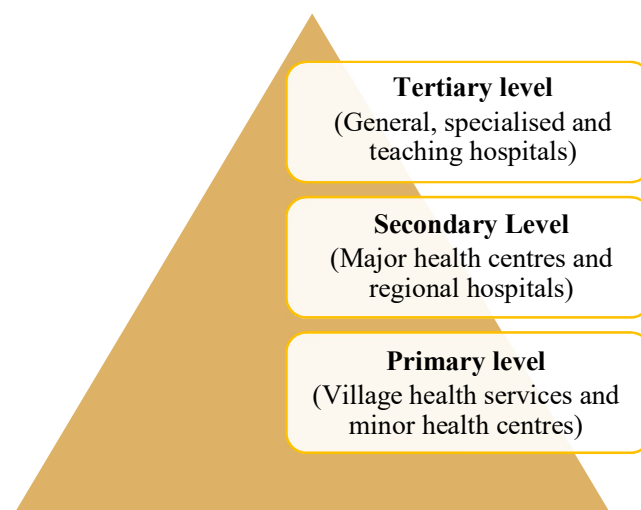 Tertiary level
(General, specialised and
teaching hospitals)
Secondary Level
(Major health centres and
regional hospitals)
Primary level
(Village health services and
minor health centres)